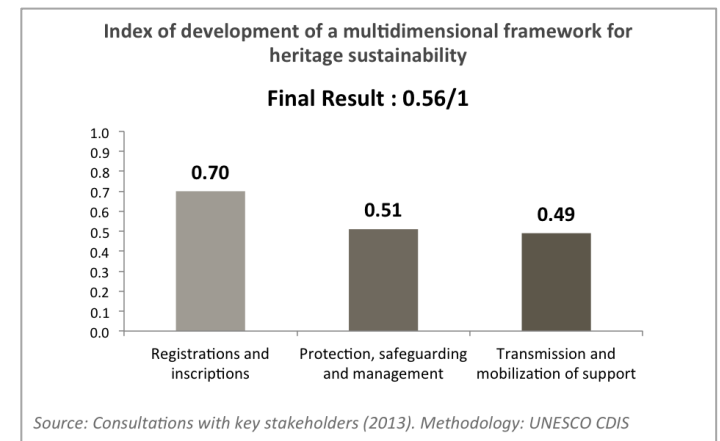 Index of development of a multidimensional framework for
heritage sustainability
Final Result : 0.56/1
1.0
0.9
0.8
0.7
0.6
0.5
0.4
0.3
0.2
0.1
0.0
0.70
0.51
0.49
Registrations and
inscriptions
Protection, safeguarding
and management
Transmission and
mobilization of support
Source: Consultations with key stakeholders (2013). Methodology: UNESCO CDIS